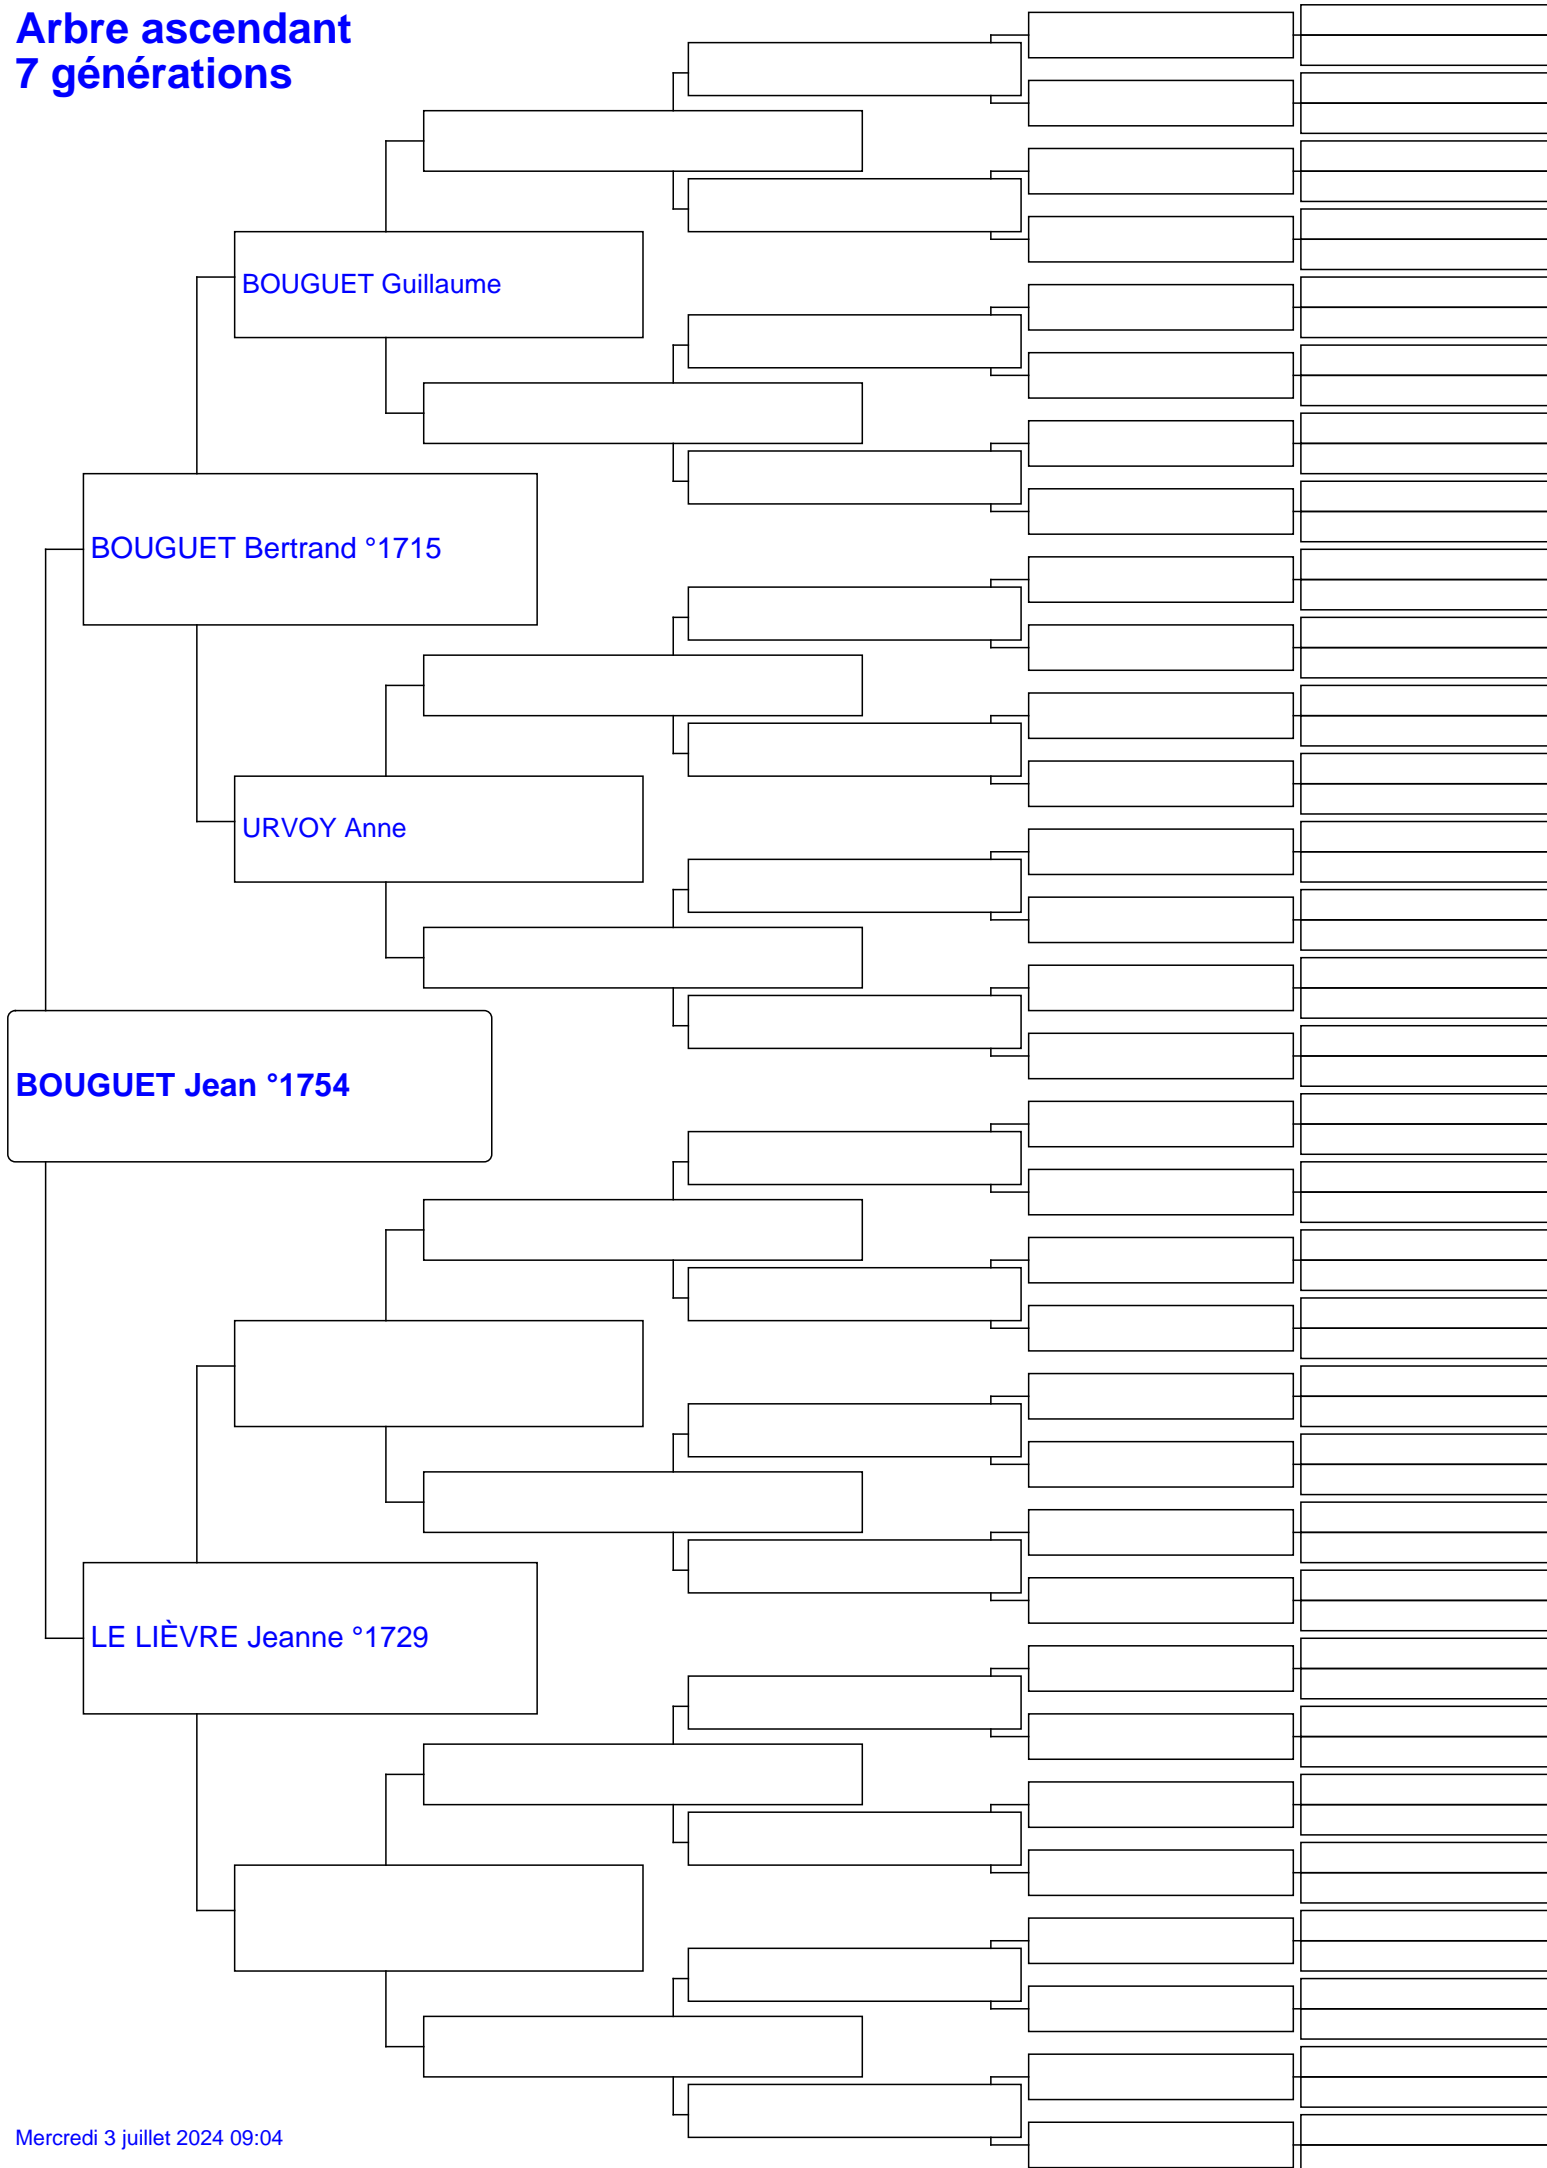 Arbre ascendant
7 générations
BOUGUET Guillaume
BOUGUET Bertrand °1715
URVOY Anne
BOUGUET Jean °1754
LE LIÈVRE Jeanne °1729
Mercredi 3 juillet 2024 09:04